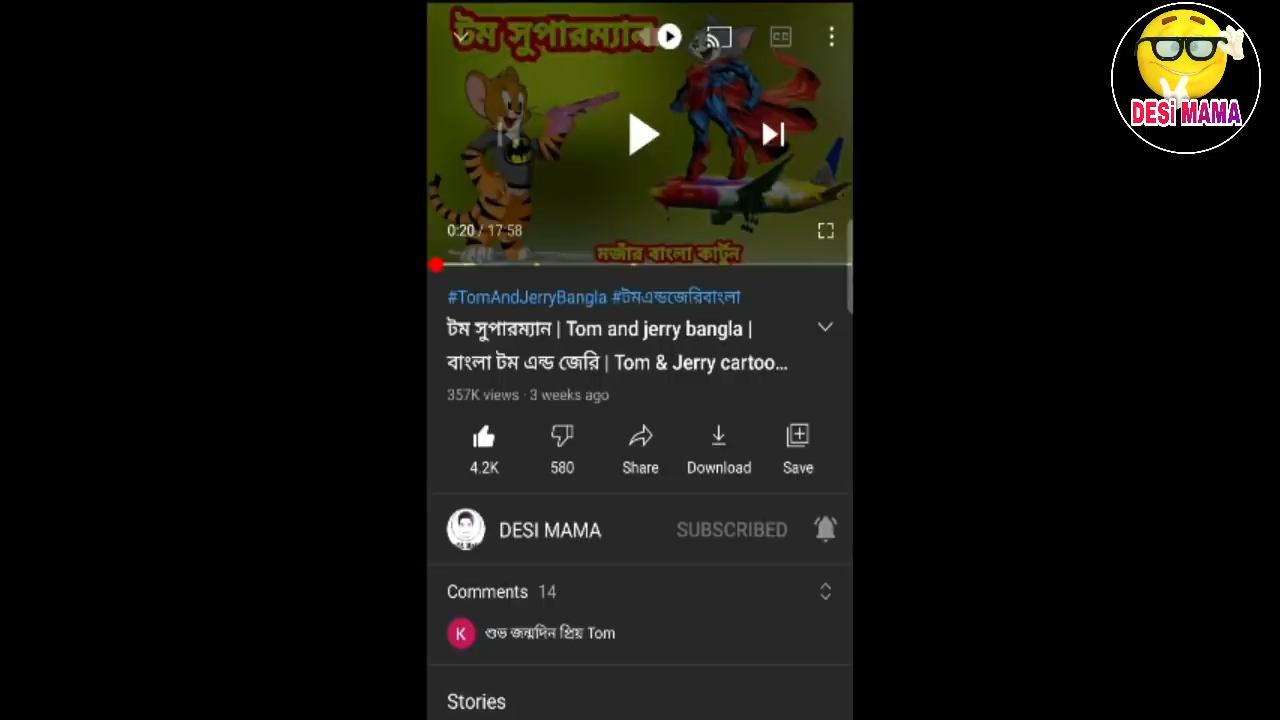 টম সুপারম্যান
CC
DESi MAMA
0:20 / 17:58
মজাঁর বাংলা কার্টুন
#TomAndJerryBangla #টমএন্ডজেরিবাংলা
টম সুপারম্যান | Tom and jerry bangla |
বাংলা টম এন্ড জেরি | Tom & Jerry cartoo...
357K views · 3 weeks ago
4.2K 580 Share Download Save
DESI MAMA SUBSCRIBED
Comments 14
K শুভ জন্মদিন প্রিয় Tom
Stories